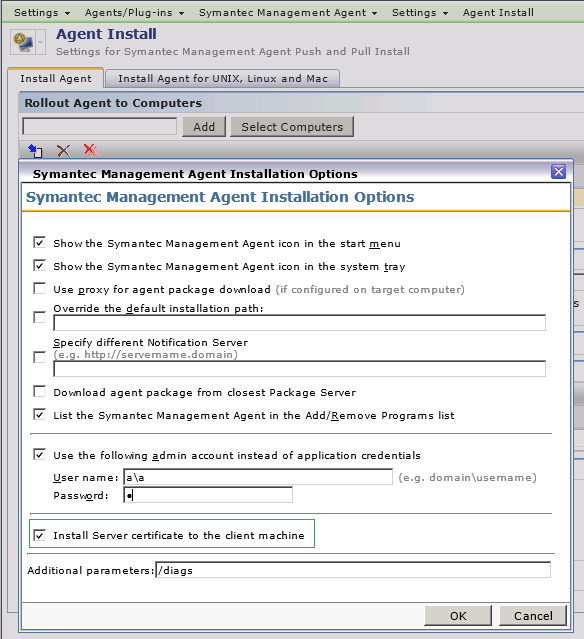 Settings Agents/Plug-ins Symantec Management Agent Settings Agent Install
Agent Install
Settings for Symantec Management Agent Push and Pull Install
Install Agent Install Agent for UNIX, Linux and Mac
Rollout Agent to Computers
Add Select Computers
Symantec Management Agent Installation Options
Symantec Management Agent Installation Options
Show the Symantec Management Agent icon in the start menu
Show the Symantec Management Agent icon in the system tray
Use proxy for agent package download (if configured on target computer)
Override the default installation path:
Specify different Notification Server
(e.g. http://servername.domain)
Download agent package from closest Package Server
List the Symantec Management Agent in the Add/Remove Programs list
Use the following admin account instead of application credentials
User name: a\a (e.g. domain\username)
Password: •
Install Server certificate to the client machine
Additional parameters: /diags
OK Cancel